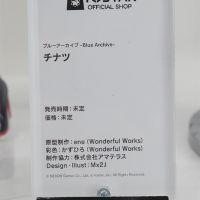 OFFICIAL SHOP
ブルーアーカイブ -Blue Archive-
チナツ
発売時期：未定
価格：未定
原型制作：ene (Wonderful Works)
彩色：かずひろ (Wonderful Works)
制作協力：株式会社アマテラス
Design・Illust：Mx2J